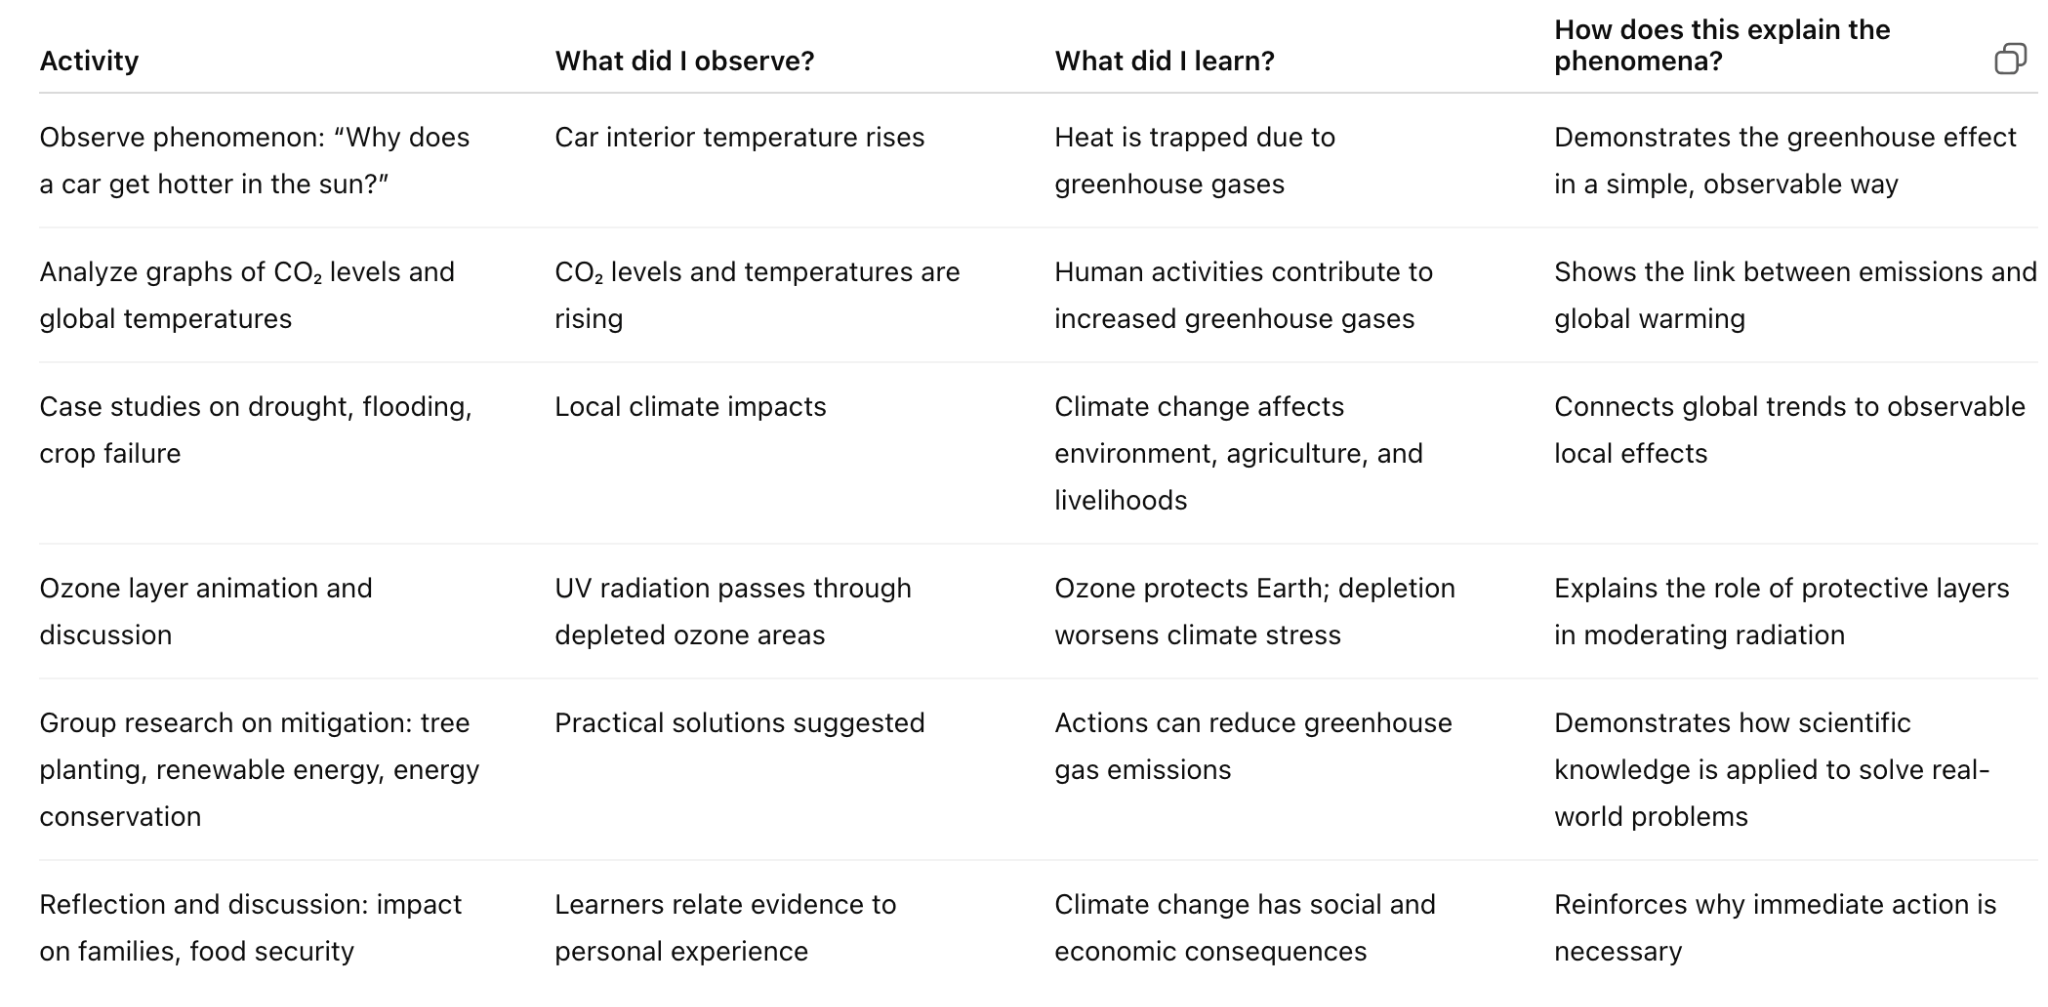 Activity
What did I observe?
What did I learn?
How does this explain the
phenomena?
Observe phenomenon: “Why does
a car get hotter in the sun?”
Car interior temperature rises
Heat is trapped due to
greenhouse gases
Demonstrates the greenhouse effect
in a simple, observable way
Analyze graphs of CO₂ levels and
global temperatures
CO₂ levels and temperatures are
rising
Human activities contribute to
increased greenhouse gases
Shows the link between emissions and
global warming
Case studies on drought, flooding,
crop failure
Local climate impacts
Climate change affects
environment, agriculture, and
livelihoods
Connects global trends to observable
local effects
Ozone layer animation and
discussion
UV radiation passes through
depleted ozone areas
Ozone protects Earth; depletion
worsens climate stress
Explains the role of protective layers
in moderating radiation
Group research on mitigation: tree
planting, renewable energy, energy
conservation
Practical solutions suggested
Actions can reduce greenhouse
gas emissions
Demonstrates how scientific
knowledge is applied to solve real-
world problems
Reflection and discussion: impact
on families, food security
Learners relate evidence to
personal experience
Climate change has social and
economic consequences
Reinforces why immediate action is
necessary